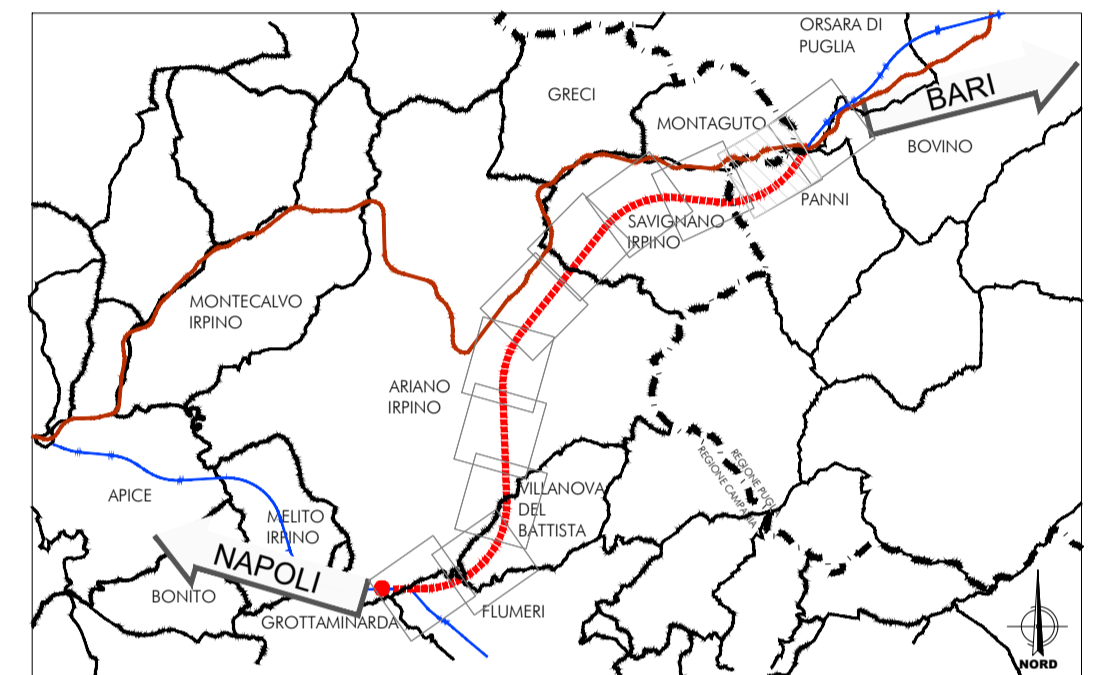 ORSARA DI
PUGLIA
BARI
GRECI
MONTAGUTO
BOVINO
PANNI
SAVIGNANO
IRPINO
MONTECALVO
IRPINO
ARIANO
IRPINO
REGIONE PUGLIA
REGIONE CAMPANIA
APICE
VILLANOVA
DEL
BATTISTA
MELITO
IRPINO
NAPOLI
BONITO
GROTTAMINARDA
FLUMERI
NORD